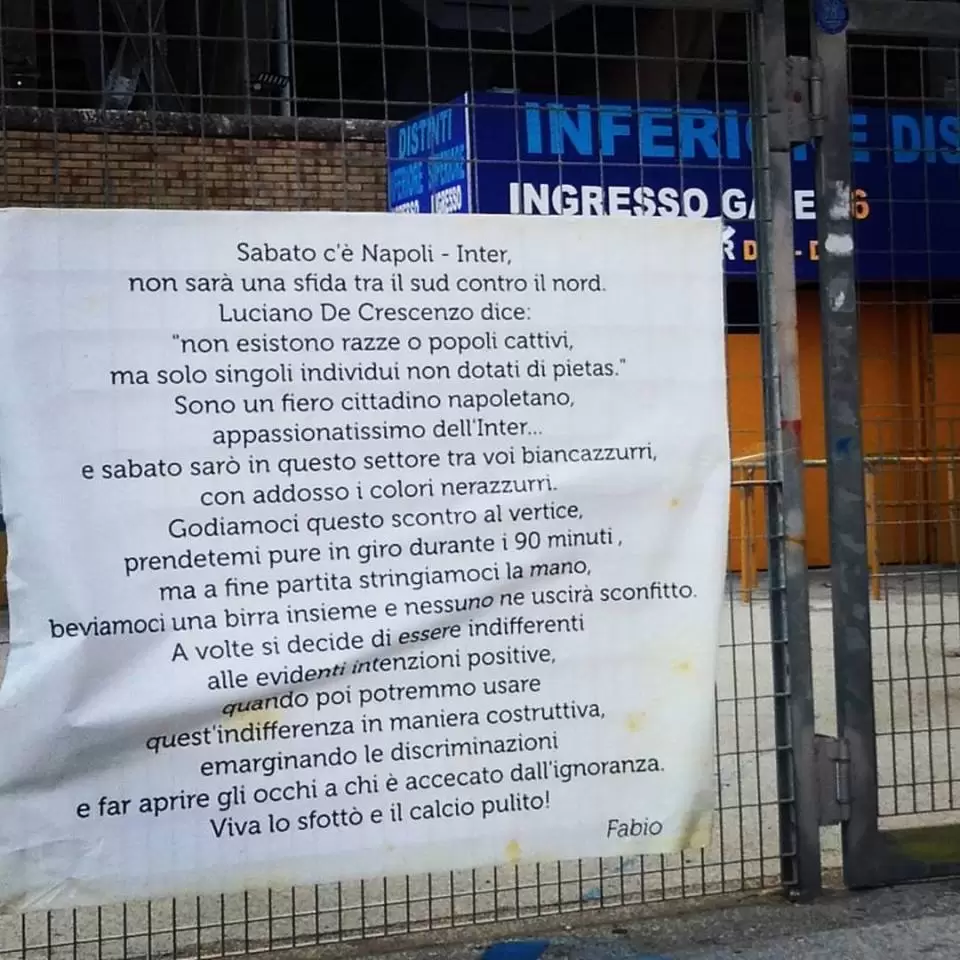 DISTINTI
INFERIORE SUPERIORE
INGRESSO INGRESSO
INFERIORE DIS
INGRESSO GATE 6
Sabato c'è Napoli - Inter,
non sarà una sfida tra il sud contro il nord.
Luciano De Crescenzo dice:
"non esistono razze o popoli cattivi,
ma solo singoli individui non dotati di pietas."
Sono un fiero cittadino napoletano,
appassionatissimo dell'Inter...
e sabato sarò in questo settore tra voi biancazzurri,
con addosso i colori nerazzurri.
Godiamoci questo scontro al vertice,
prendetemi pure in giro durante i 90 minuti ,
ma a fine partita stringiamoci la mano,
beviamoci una birra insieme e nessuno ne uscirà sconfitto.
A volte si decide di essere indifferenti
alle evidenti intenzioni positive,
quando poi potremmo usare
quest'indifferenza in maniera costruttiva,
emarginando le discriminazioni
e far aprire gli occhi a chi è accecato dall'ignoranza.
Viva lo sfottò e il calcio pulito!
Fabio